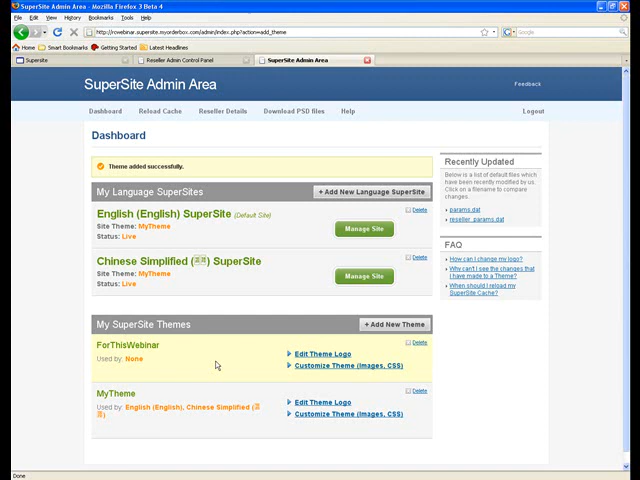 SuperSite Admin Area - Mozilla Firefox 3 Beta 4
File Edit View History Bookmarks Tools Help
http://rowebinar.supersite.myorderbox.com/admin/index.php?action=add_theme
Google
Home Smart Bookmarks Getting Started Latest Headlines
Supersite Reseller Admin Control Panel SuperSite Admin Area
SuperSite Admin Area
Feedback
Dashboard Reload Cache Reseller Details Download PSD files Help Logout
Dashboard
Theme added successfully.
My Language SuperSites
+ Add New Language SuperSite
English (English) SuperSite (Default Site)
Delete
Site Theme: MyTheme
Status: Live
Manage Site
Chinese Simplified ( ) SuperSite
Delete
Site Theme: MyTheme
Status: Live
Manage Site
My SuperSite Themes
+ Add New Theme
ForThisWebinar
Delete
Used by: None
Edit Theme Logo
Customize Theme (Images, CSS)
MyTheme
Delete
Used by: English (English), Chinese Simplified (
)
Edit Theme Logo
Customize Theme (Images, CSS)
Recently Updated
Below is a list of default files which
have been recently modified by us.
Click on a filename to compare
changes.
params.dat
reseller_params.dat
FAQ
How can I change my logo?
Why can't I see the changes that
I have made to a Theme?
When should I reload my
SuperSite Cache?
Done